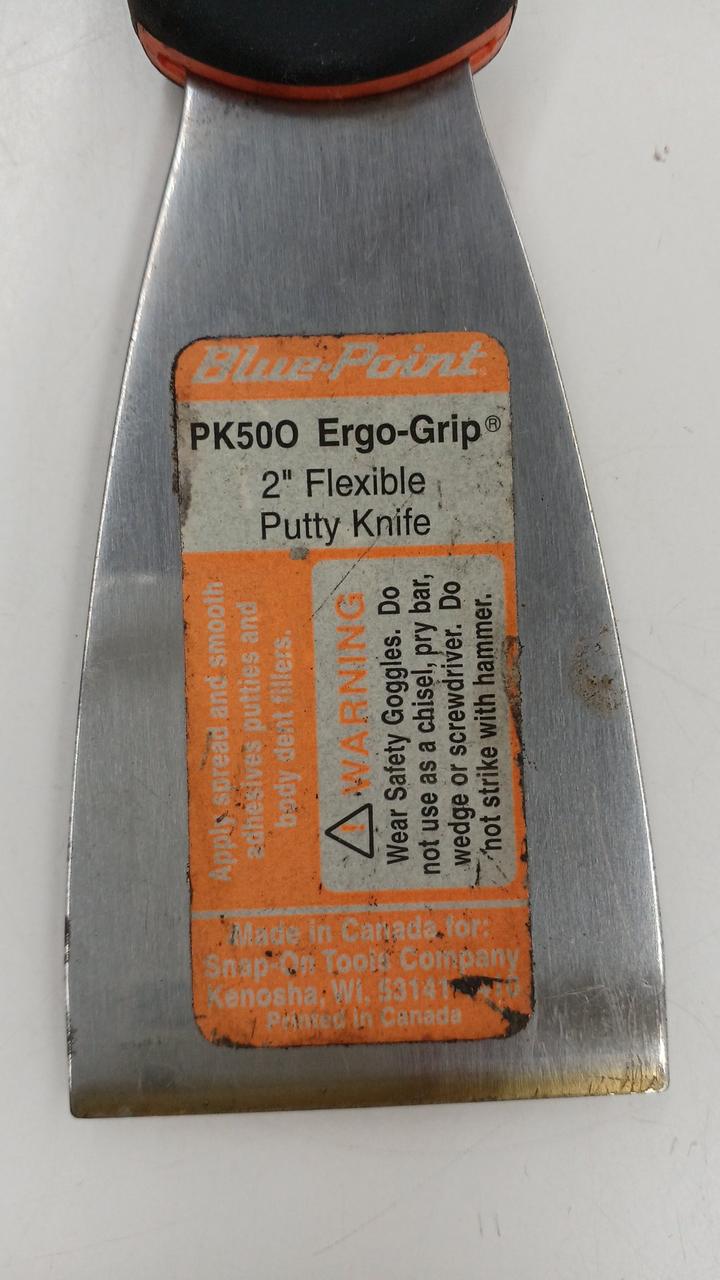 Blue-Point
PK50O Ergo-Grip®
2" Flexible
Putty Knife
Apply spread and smooth
adhesives putties and
body dent fillers.
WARNING
Wear Safety Goggles. Do
not use as a chisel, pry bar,
wedge or screwdriver. Do
not strike with hammer.
Made in Canada for:
Snap-On Tools Company
Kenosha, WI, 53141
Printed in Canada